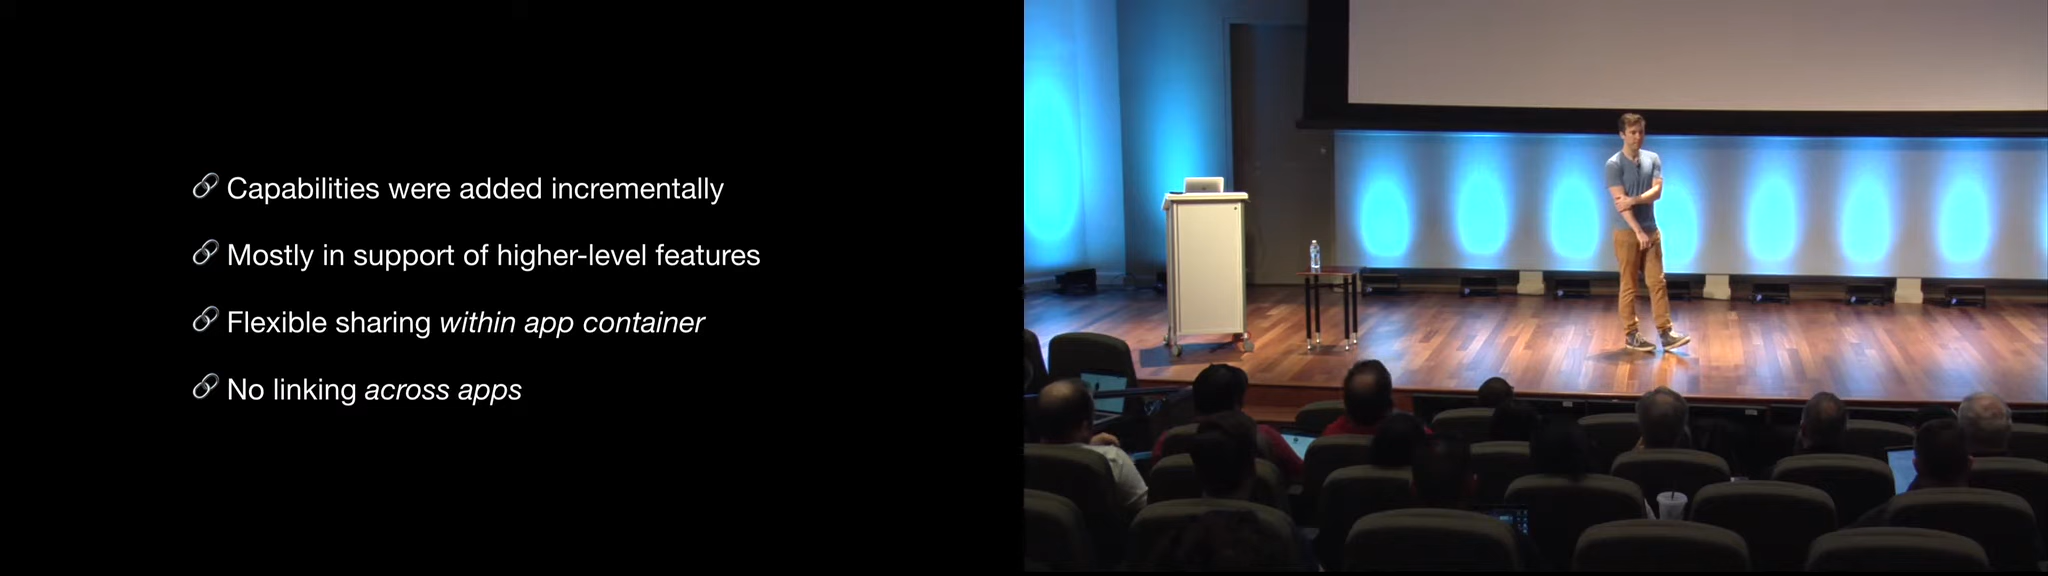 🔗 Capabilities were added incrementally
🔗 Mostly in support of higher-level features
🔗 Flexible sharing within app container
🔗 No linking across apps